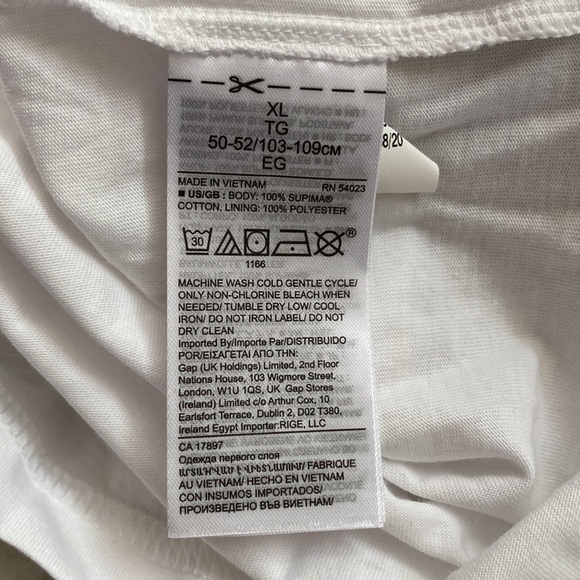 XL
TG
50-52/103-109CM
EG
MADE IN VIETNAM RN 54023
■ US/GB : BODY: 100% SUPIMA®
COTTON, LINING: 100% POLYESTER
30 ®
1166
MACHINE WASH COLD GENTLE CYCLE/
ONLY NON-CHLORINE BLEACH WHEN
NEEDED/ TUMBLE DRY LOW/ COOL
IRON/ DO NOT IRON LABEL/ DO NOT
DRY CLEAN
Imported By/Importe Par/DISTRIBUIDO
POR/ΕΙΣΑΓΕΤΑΙ ΑΠΟ ΤΗΝ:
Gap (UK Holdings) Limited, 2nd Floor
Nations House, 103 Wigmore Street,
London, W1U 1QS, UK Gap Stores
(Ireland) Limited c/o Arthur Cox, 10
Earlsfort Terrace, Dublin 2, D02 T380,
Ireland Egypt Importer:RIGE, LLC
CA 17897
Одежда первого слоя
ԱՐՏԱԴՐՎԱԾ Է ՎԻԵՏՆԱՄՈՒՄ/ FABRIQUE
AU VIETNAM/ HECHO EN VIETNAM
CON INSUMOS IMPORTADOS/
ПРОИЗВЕДЕНО ВЪВ ВИЕТНАМ/
8/20